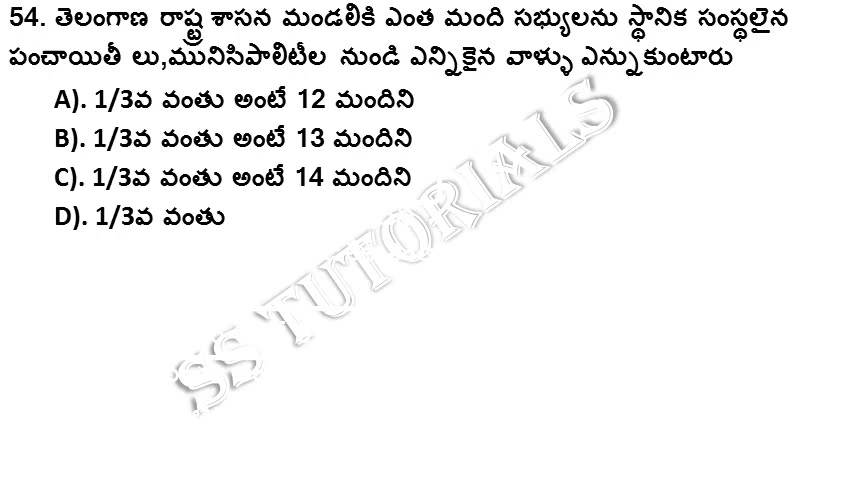 54. తెలంగాణ రాష్ట్ర శాసన మండలికి ఎంత మంది సభ్యులను స్థానిక సంస్థలైన
పంచాయితీ లు,మునిసిపాలిటీల నుండి ఎన్నికైన వాళ్ళు ఎన్నుకుంటారు
A). 1/3వ వంతు అంటే 12 మందిని
B). 1/3వ వంతు అంటే 13 మందిని
C). 1/3వ వంతు అంటే 14 మందిని
D). 1/3వ వంతు
SS TUTORIALS